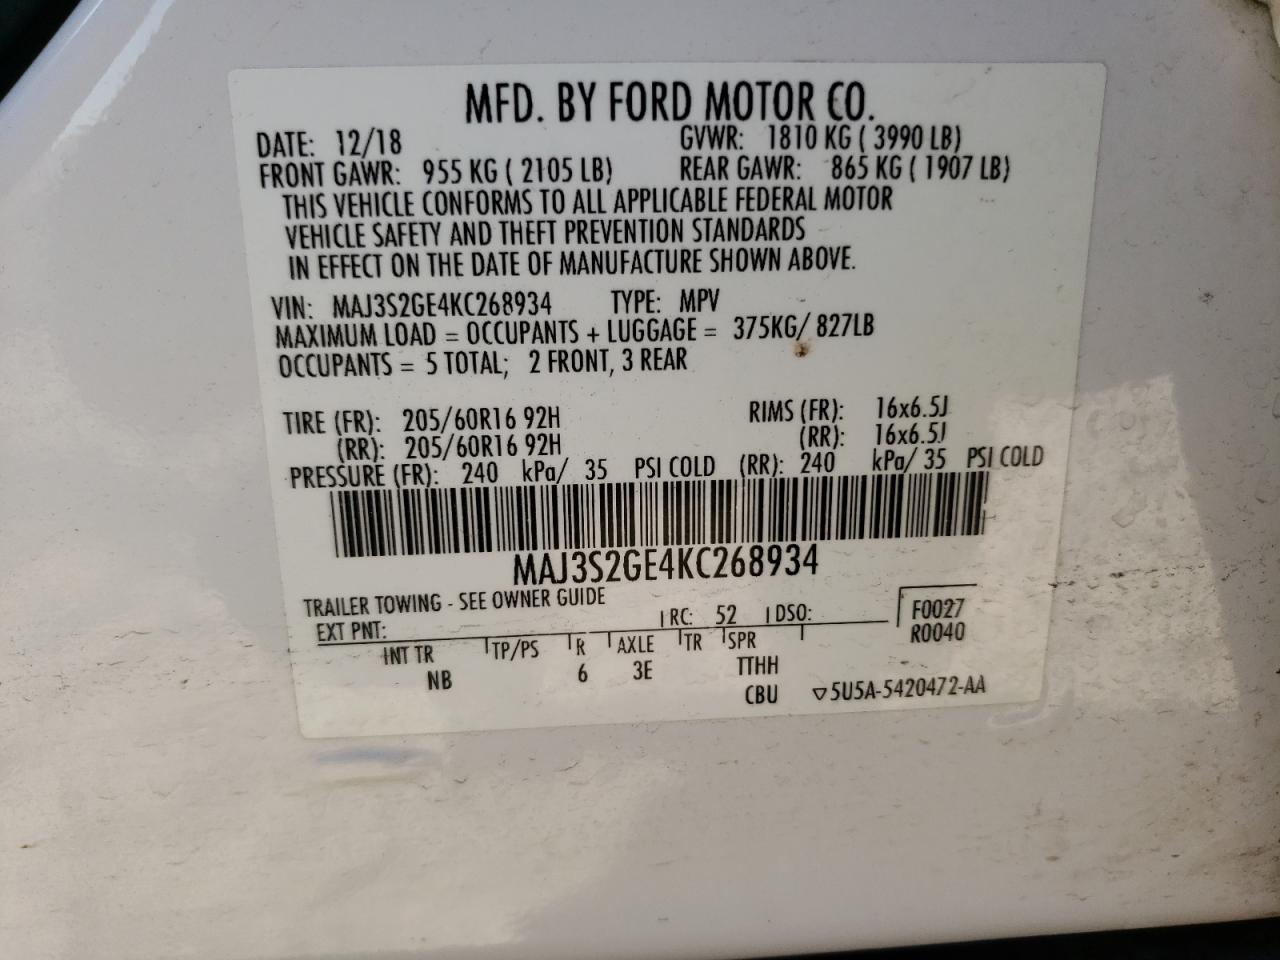 MFD. BY FORD MOTOR CO.
DATE: 12/18 GVWR: 1810 KG ( 3990 LB)
FRONT GAWR: 955 KG ( 2105 LB) REAR GAWR: 865 KG ( 1907 LB)
THIS VEHICLE CONFORMS TO ALL APPLICABLE FEDERAL MOTOR
VEHICLE SAFETY AND THEFT PREVENTION STANDARDS
IN EFFECT ON THE DATE OF MANUFACTURE SHOWN ABOVE.
VIN: MAJ3S2GE4KC268934 TYPE: MPV
MAXIMUM LOAD = OCCUPANTS + LUGGAGE = 375KG/ 827LB
OCCUPANTS = 5 TOTAL; 2 FRONT, 3 REAR
TIRE (FR): 205/60R16 92H RIMS (FR): 16x6.5J
(RR): 205/60R16 92H (RR): 16x6.5J
PRESSURE (FR): 240 kPa/ 35 PSI COLD (RR): 240 kPa/ 35 PSI COLD
MAJ3S2GE4KC268934
TRAILER TOWING - SEE OWNER GUIDE
EXT PNT: RC: 52 DSO: F0027
R0040
INT TR TP/PS R AXLE TR SPR
NB 6 3E TTHH
CBU ▽5U5A-5420472-AA